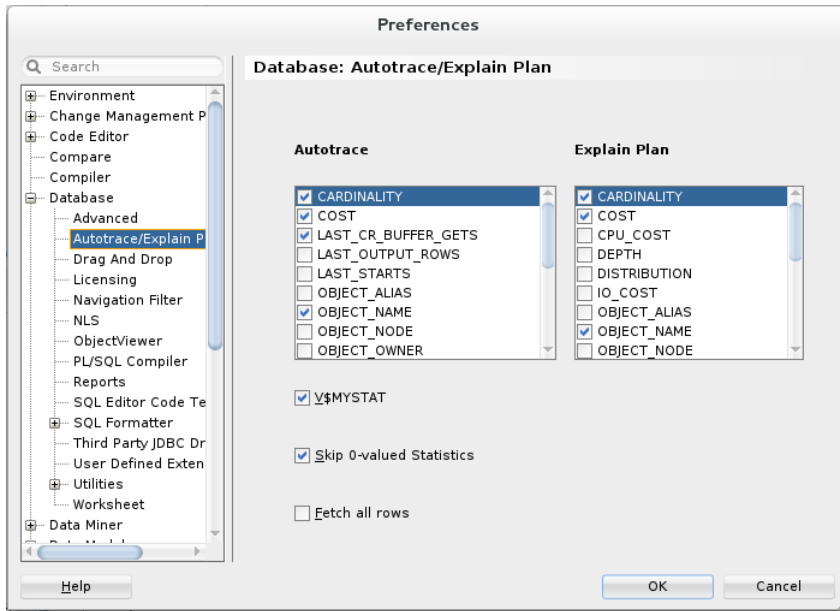 Preferences
Search
Environment
Change Management P
Code Editor
Compare
Compiler
Database
Advanced
Autotrace/Explain P
Drag And Drop
Licensing
Navigation Filter
NLS
ObjectViewer
PL/SQL Compiler
Reports
SQL Editor Code Te
SQL Formatter
Third Party JDBC Dr
User Defined Exten
Utilities
Worksheet
Data Miner
Database: Autotrace/Explain Plan
Autotrace
CARDINALITY
COST
LAST_CR_BUFFER_GETS
LAST_OUTPUT_ROWS
LAST_STARTS
OBJECT_ALIAS
OBJECT_NAME
OBJECT_NODE
OBJECT_OWNER
Explain Plan
CARDINALITY
COST
CPU_COST
DEPTH
DISTRIBUTION
IO_COST
OBJECT_ALIAS
OBJECT_NAME
OBJECT_NODE
V$MYSTAT
Skip 0-valued Statistics
Fetch all rows
Help
OK
Cancel